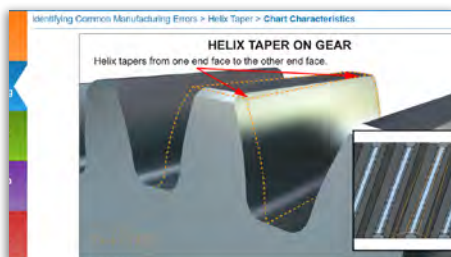 Identifying Common Manufacturing Errors > Helix Taper > Chart Characteristics
HELIX TAPER ON GEAR
Helix tapers from one end face to the other end face.